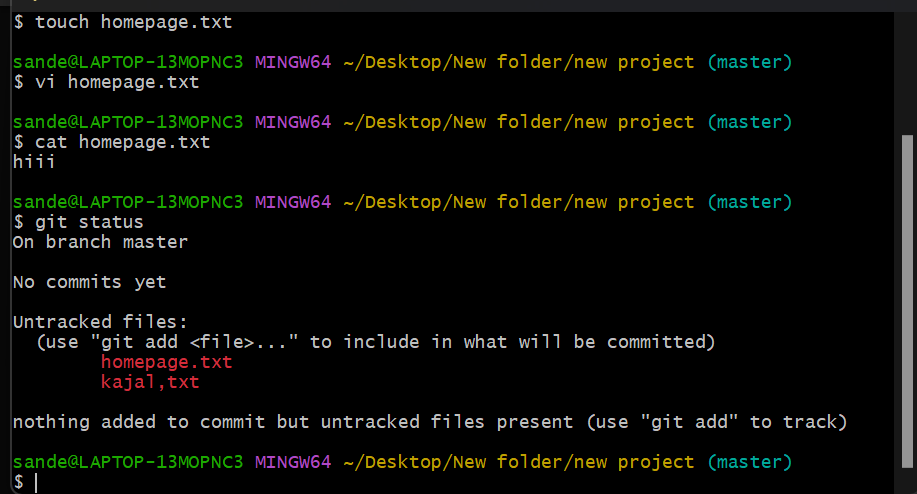 $ touch homepage.txt
sande@LAPTOP-13MOPNC3 MINGW64 ~/Desktop/New folder/new project (master)
$ vi homepage.txt
sande@LAPTOP-13MOPNC3 MINGW64 ~/Desktop/New folder/new project (master)
$ cat homepage.txt
hiii
sande@LAPTOP-13MOPNC3 MINGW64 ~/Desktop/New folder/new project (master)
$ git status
On branch master
No commits yet
Untracked files:
(use "git add <file>..." to include in what will be committed)
homepage.txt
kajal,txt
nothing added to commit but untracked files present (use "git add" to track)
sande@LAPTOP-13MOPNC3 MINGW64 ~/Desktop/New folder/new project (master)
$